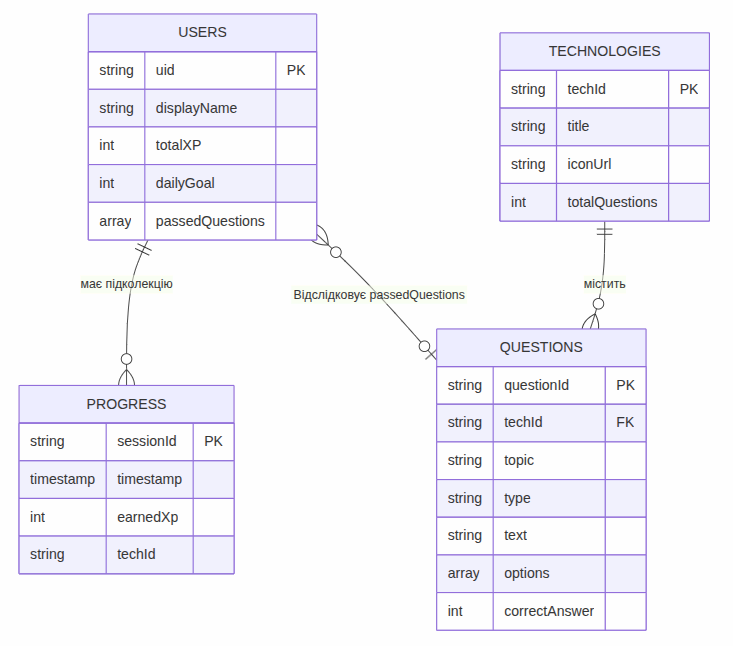 USERS
string uid PK
string displayName
int totalXP
int dailyGoal
array passedQuestions
TECHNOLOGIES
string techId PK
string title
string iconUrl
int totalQuestions
має підколекцію
Відслідковує passedQuestions
містить
PROGRESS
string sessionId PK
timestamp timestamp
int earnedXp
string techId
QUESTIONS
string questionId PK
string techId FK
string topic
string type
string text
array options
int correctAnswer